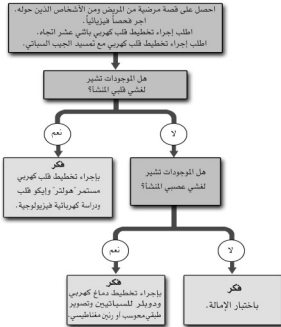 احصل على قصة مرضية من المريض ومن الأشخاص الذين حوله.
اجر فحصاً فيزيائياً.
اطلب إجراء تخطيط قلب كهربي باثني عشر اتجاه.
اطلب إجراء تخطيط قلب كهربي مع تمسيد الجيب السباتي.
هل الموجودات تشير
لغشي قلبي المنشأ؟
نعم
لا
فكر
بإجراء تخطيط قلب كهربي
مستمر "هولتر" وإيكو قلب
ودراسة كهربائية فيزيولوجية.
هل الموجودات تشير
لغشي عصبي المنشأ؟
نعم
لا
فكر
بإجراء تخطيط دماغ كهربي
ودوبلر للسباتيين وتصوير
طبقي محوسب أو رنين مغناطيسي.
فكر
باختبار الإمالة.